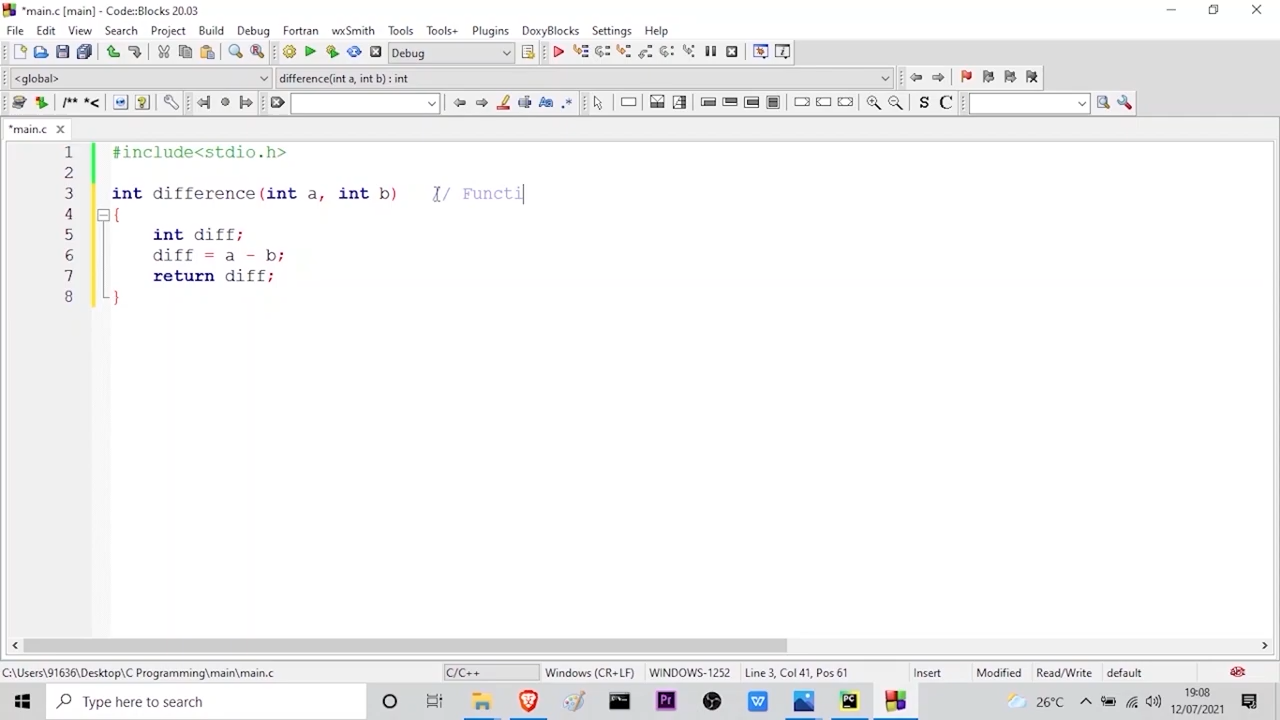 *main.c [main] - Code::Blocks 20.03
File Edit View Search Project Build Debug Fortran wxSmith Tools Tools+ Plugins DoxyBlocks Settings Help
Debug
<global> difference(int a, int b) : int
/** *< Aa .* S C
*main.c
1 #include<stdio.h>
2
3 int difference(int a, int b) // Functi
4 {
5 int diff;
6 diff = a - b;
7 return diff;
8 }
C:\Users\91636\Desktop\C Programming\main\main.c C/C++ Windows (CR+LF) WINDOWS-1252 Line 3, Col 41, Pos 61 Insert Modified Read/Write default
Type here to search 26°C 19:08
12/07/2021